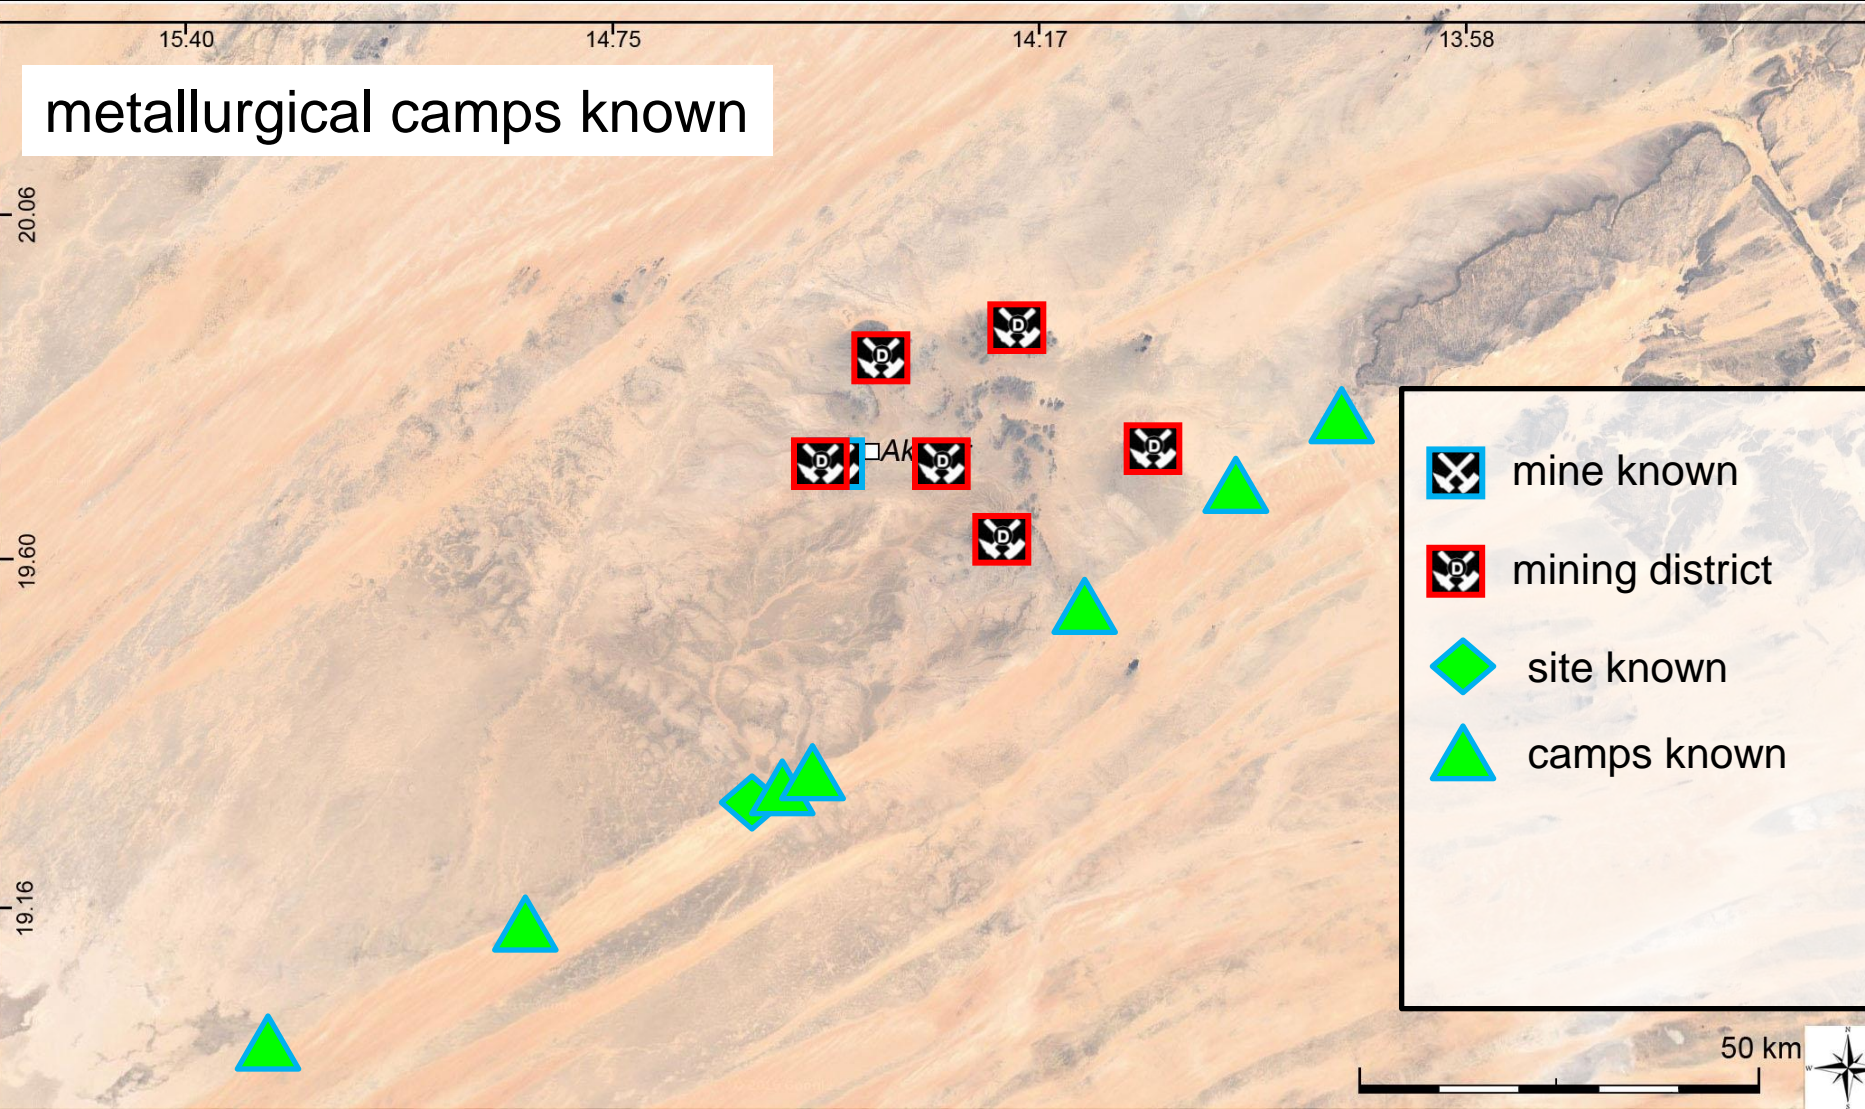 15.40 14.75 14.17 13.58
metallurgical camps known
20.06
19.60
19.16
D
D
D
D
D
D
mine known
D
mining district
site known
camps known
50 km
N
W
S